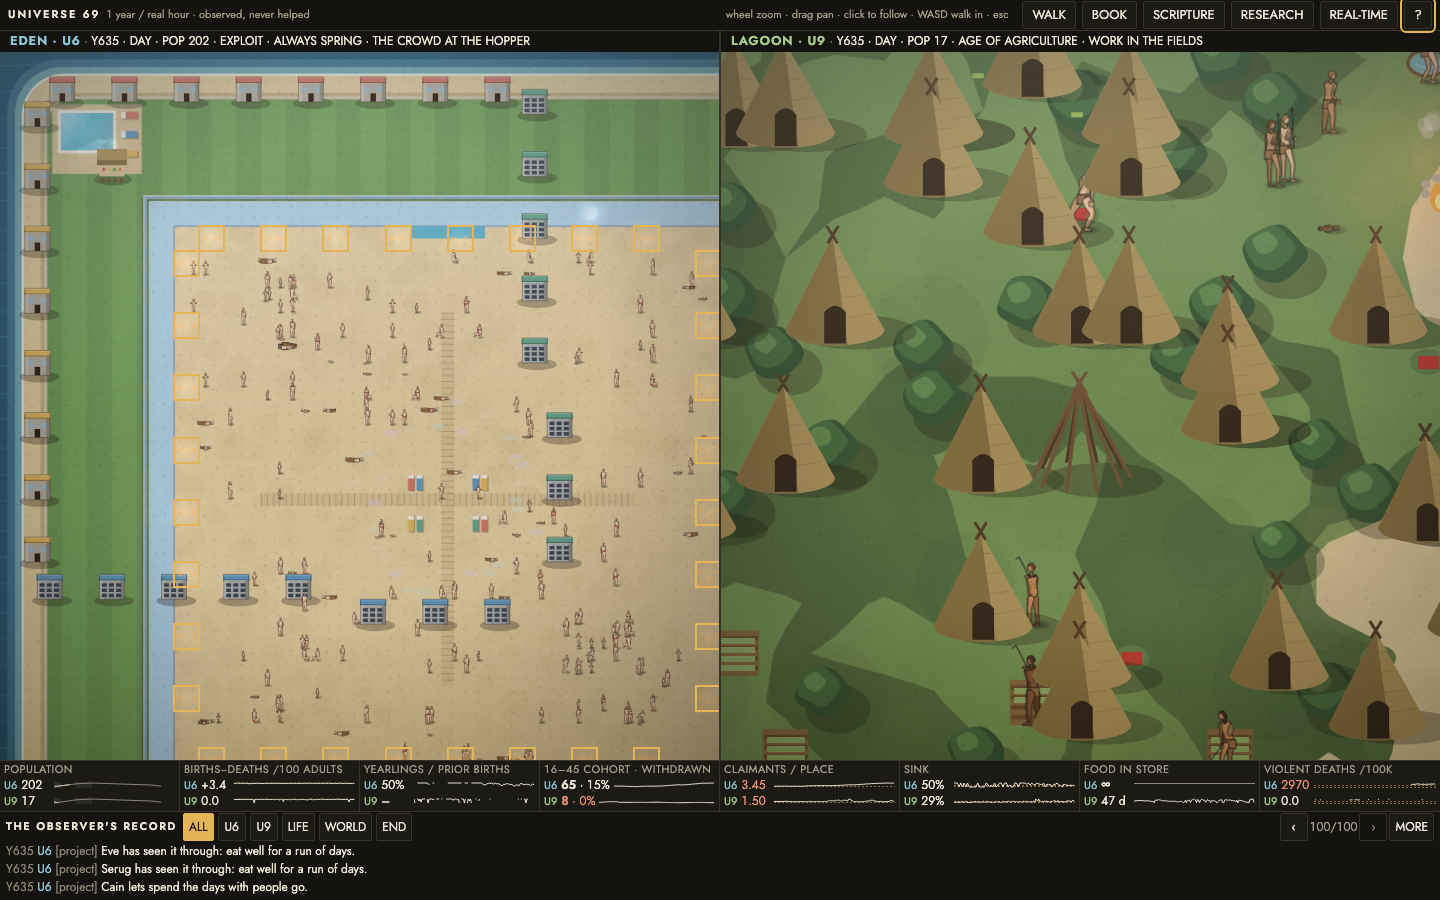 UNIVERSE 69 1 year / real hour · observed, never helped
wheel zoom · drag pan · click to follow · WASD walk in · esc WALK BOOK SCRIPTURE RESEARCH REAL-TIME ?
EDEN · U6 · Y635 · DAY · POP 202 · EXPLOIT · ALWAYS SPRING · THE CROWD AT THE HOPPER
LAGOON · U9 · Y635 · DAY · POP 17 · AGE OF AGRICULTURE · WORK IN THE FIELDS
POPULATION
U6 202
U9 17
BIRTHS–DEATHS /100 ADULTS
U6 +3.4
U9 0.0
YEARLINGS / PRIOR BIRTHS
U6 50%
U9 –
16–45 COHORT · WITHDRAWN
U6 65 · 15%
U9 8 · 0%
CLAIMANTS / PLACE
U6 3.45
U9 1.50
SINK
U6 50%
U9 29%
FOOD IN STORE
U6 ∞
U9 47 d
VIOLENT DEATHS /100K
U6 2970
U9 0.0
THE OBSERVER'S RECORD ALL U6 U9 LIFE WORLD END ‹ 100/100 › MORE
Y635 U6 [project] Eve has seen it through: eat well for a run of days.
Y635 U6 [project] Serug has seen it through: eat well for a run of days.
Y635 U6 [project] Cain lets spend the days with people go.